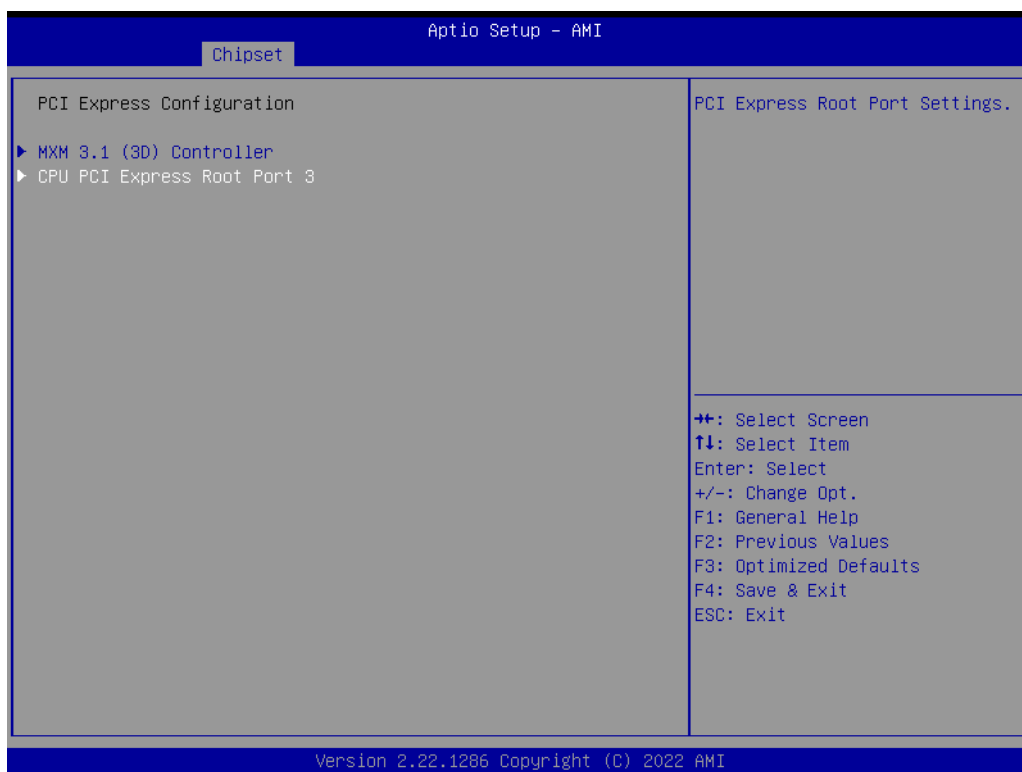 Aptio Setup – AMI
Chipset
PCI Express Configuration
▶ MXM 3.1 (3D) Controller
▶ CPU PCI Express Root Port 3
PCI Express Root Port Settings.
→←: Select Screen
↑↓: Select Item
Enter: Select
+/-: Change Opt.
F1: General Help
F2: Previous Values
F3: Optimized Defaults
F4: Save & Exit
ESC: Exit
Version 2.22.1286 Copyright (C) 2022 AMI